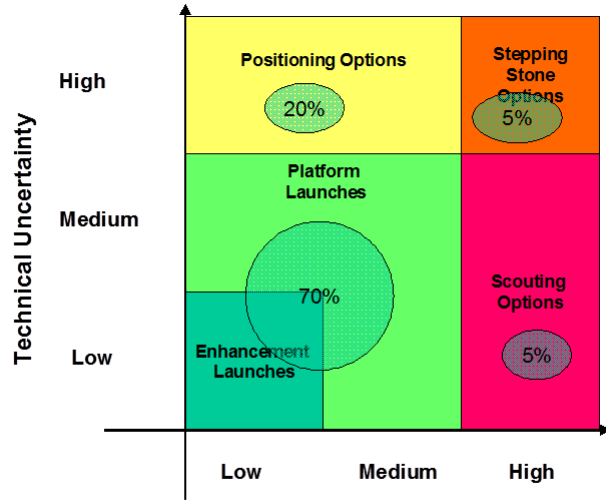 Technical Uncertainty
High
Medium
Low
Positioning Options
20%
Stepping
Stone
Options
5%
Platform
Launches
70%
Enhancement
Launches
Scouting
Options
5%
Low
Medium
High